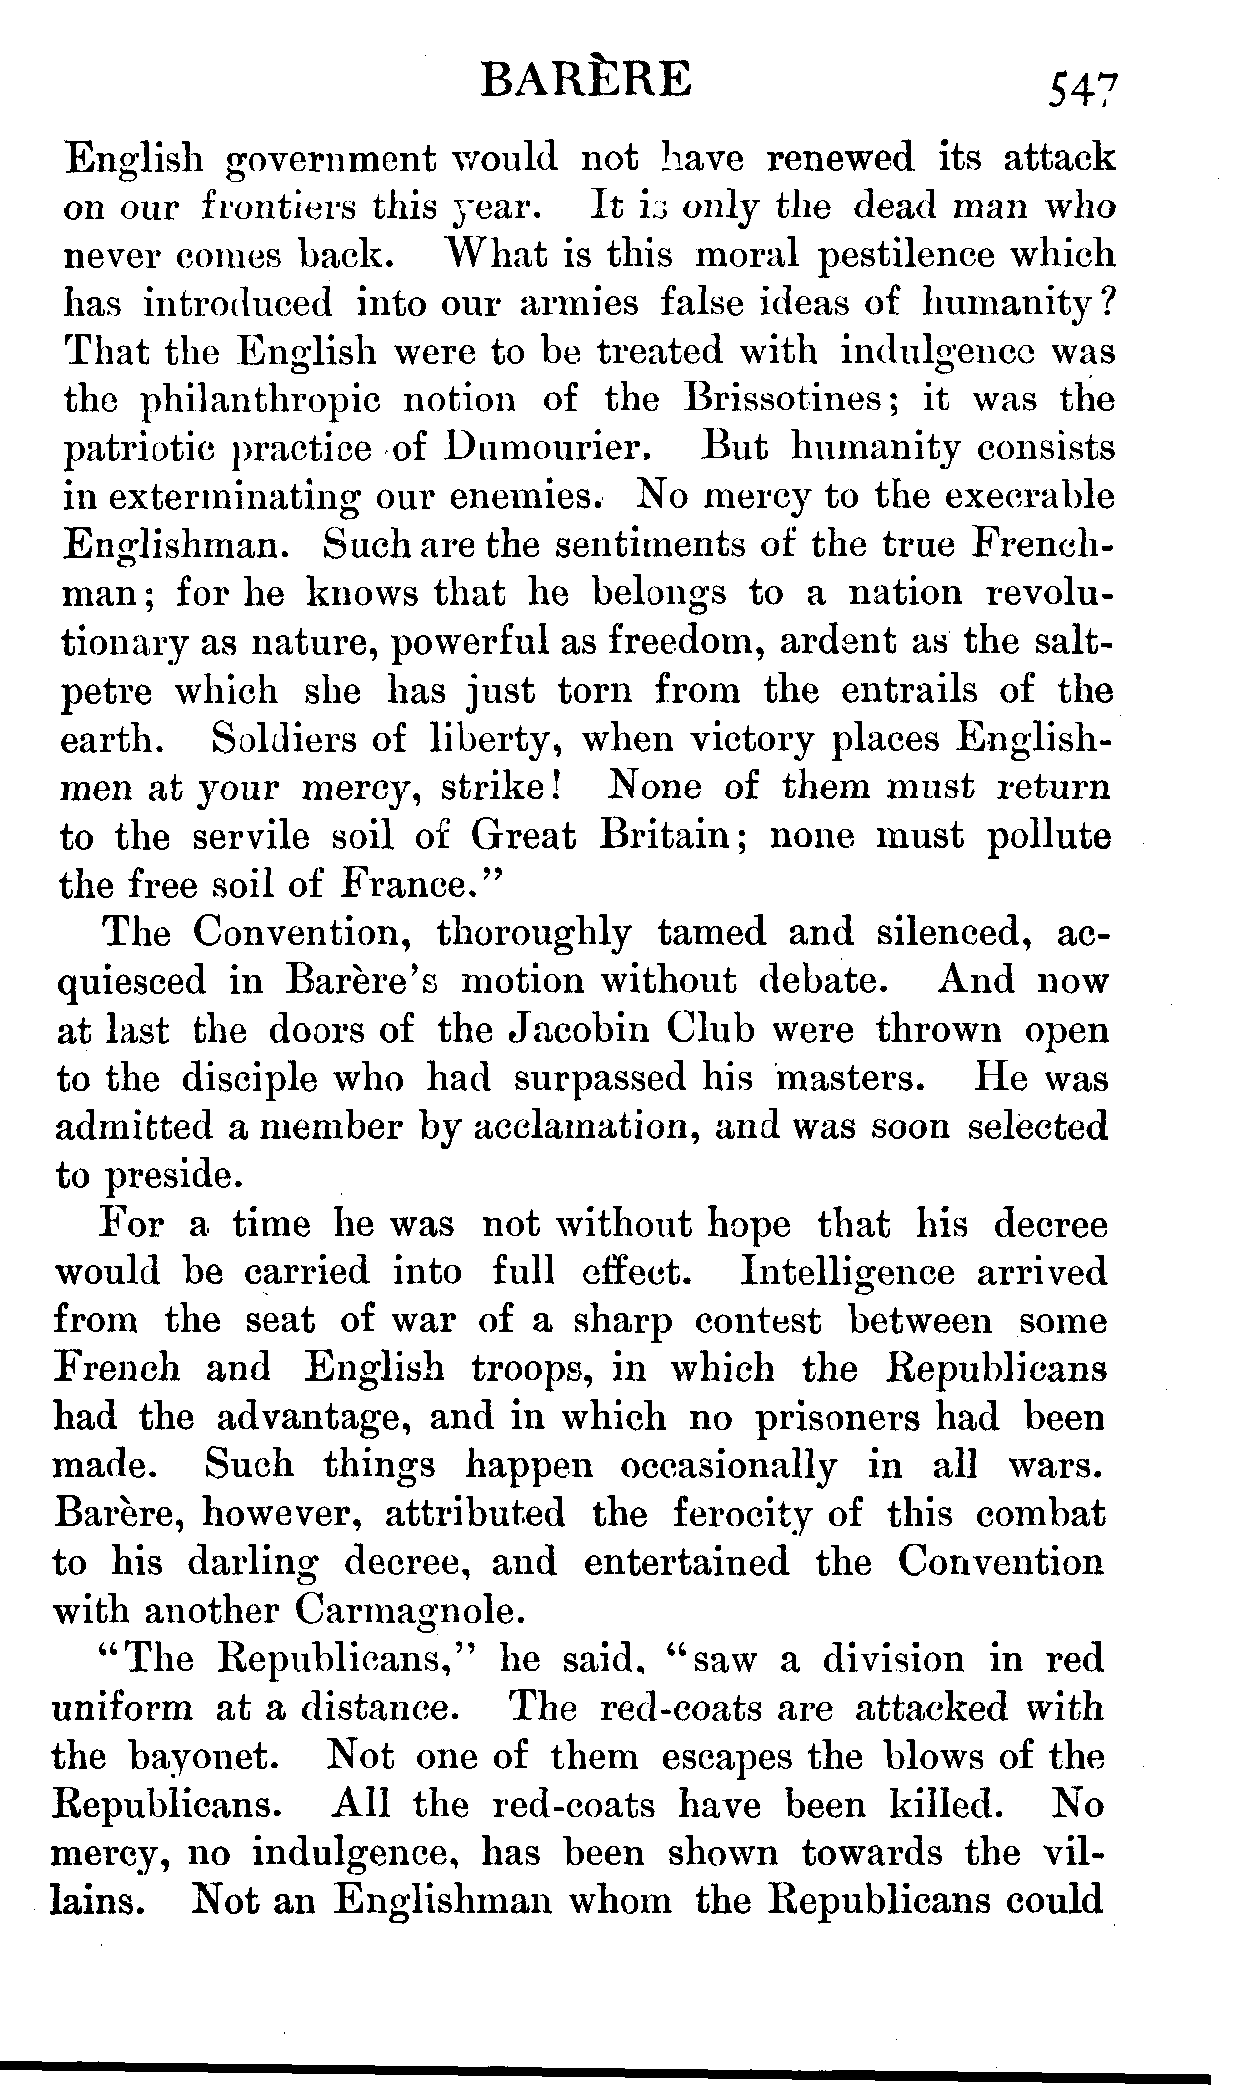 BARÈRE 547
English government would not have renewed its attack
on our frontiers this year. It is only the dead man who
never comes back. What is this moral pestilence which
has introduced into our armies false ideas of humanity?
That the English were to be treated with indulgence was
the philanthropic notion of the Brissotines; it was the
patriotic practice of Dumourier. But humanity consists
in exterminating our enemies. No mercy to the execrable
Englishman. Such are the sentiments of the true French-
man; for he knows that he belongs to a nation revolu-
tionary as nature, powerful as freedom, ardent as the salt-
petre which she has just torn from the entrails of the
earth. Soldiers of liberty, when victory places English-
men at your mercy, strike! None of them must return
to the servile soil of Great Britain; none must pollute
the free soil of France."
The Convention, thoroughly tamed and silenced, ac-
quiesced in Barère's motion without debate. And now
at last the doors of the Jacobin Club were thrown open
to the disciple who had surpassed his masters. He was
admitted a member by acclamation, and was soon selected
to preside.
For a time he was not without hope that his decree
would be carried into full effect. Intelligence arrived
from the seat of war of a sharp contest between some
French and English troops, in which the Republicans
had the advantage, and in which no prisoners had been
made. Such things happen occasionally in all wars.
Barère, however, attributed the ferocity of this combat
to his darling decree, and entertained the Convention
with another Carmagnole.
"The Republicans," he said, "saw a division in red
uniform at a distance. The red-coats are attacked with
the bayonet. Not one of them escapes the blows of the
Republicans. All the red-coats have been killed. No
mercy, no indulgence, has been shown towards the vil-
lains. Not an Englishman whom the Republicans could